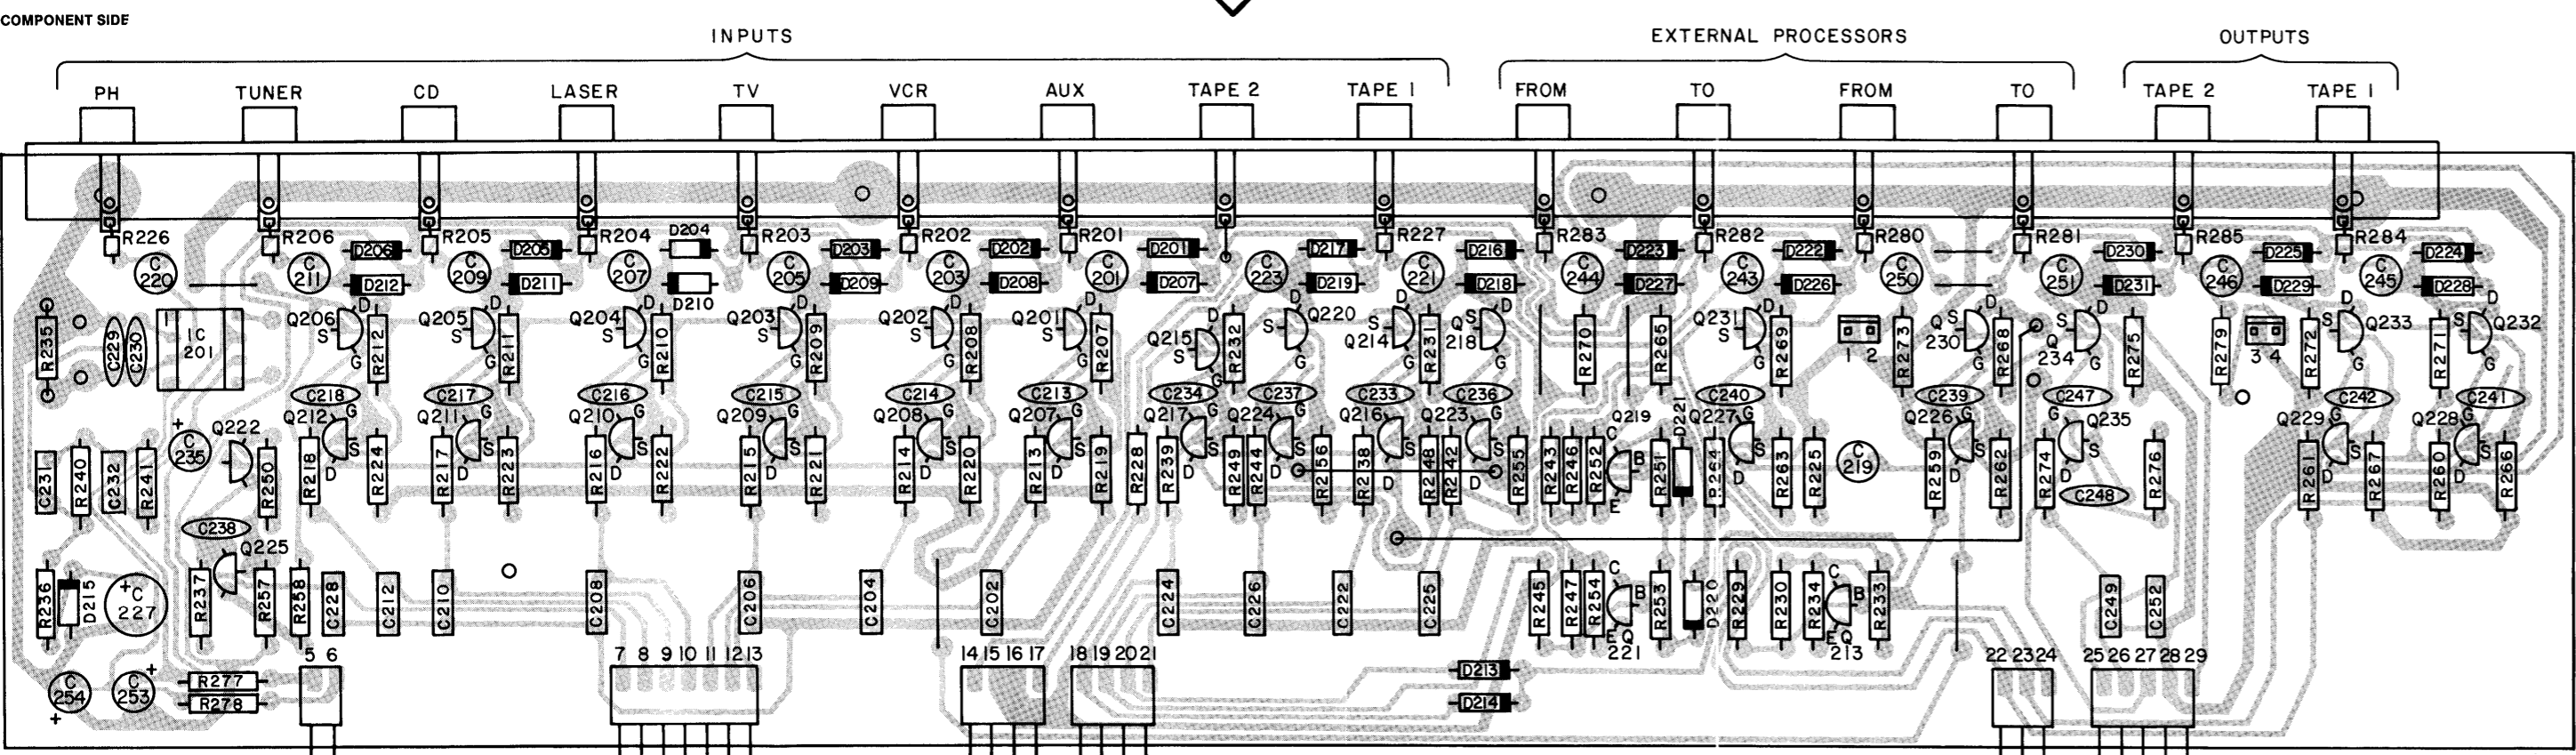 COMPONENT SIDE
INPUTS EXTERNAL PROCESSORS OUTPUTS
PH TUNER CD LASER TV VCR AUX TAPE 2 TAPE 1 FROM TO FROM TO TAPE 2 TAPE 1
R226 R206 R205 D204 R204 R203 R202 R201 R227 R283 R282 R280 R281 R285 R284
D206 D205 D203 D202 D201 D217 D216 D223 D222 D230 D225 D224
C220 C211 C209 C207 C205 C203 C201 C223 C221 C244 C243 C250 C251 C246 C245
D212 D211 D210 D209 D208 D207 D219 D218 D227 D226 D231 D229 D228
D D D D D D D D D D D D
Q206 Q205 Q204 Q203 Q202 Q201 Q215 Q220 Q214 Q218 Q231 Q230 Q234 Q233 Q232
S S S S S S S S S S S S S S S
R235 C229 C230 1 IC 201 R212 R211 R210 R209 R208 R207 R232 R231 R270 R265 R269 1 2 R273 R268 R275 R279 3 4 R272 R271
G G G G G G G G G G G G G G G
C218 C217 C216 C215 C214 C213 C234 C237 C233 C236 C240 C239 C247 C242 C241
+ C235 Q222 Q212 Q211 Q210 Q209 Q208 Q207 Q217 Q224 Q216 Q223 Q219 D221 Q227 Q226 Q235 Q229 Q228
G G G G G G G G G G G G G G G
S S S S S S S S S S C B S S S S S
C231 R240 C232 R241 R250 R218 R224 R217 R223 R216 R222 R215 R221 R214 R220 R213 R219 R228 R239 R249 R244 R256 R238 R248 R242 R255 R243 R246 R252 R251 R264 R263 R225 C219 R259 R262 R274 R276 R261 R267 R260 R266
D D D D D D D D D D E D D D D D
C238 C248
Q225
R236 D215 + C227 R237 R257 R258 C228 C212 C210 C208 C206 C204 C202 C224 C226 C222 C225 R245 R247 R254 C B E Q221 R253 D220 R229 R230 R234 C B E Q213 R233 C249 C252
5 6 7 8 9 10 11 12 13 14 15 16 17 18 19 20 21 22 23 24 25 26 27 28 29
C254 + C253 + R277 D213
R278 D214